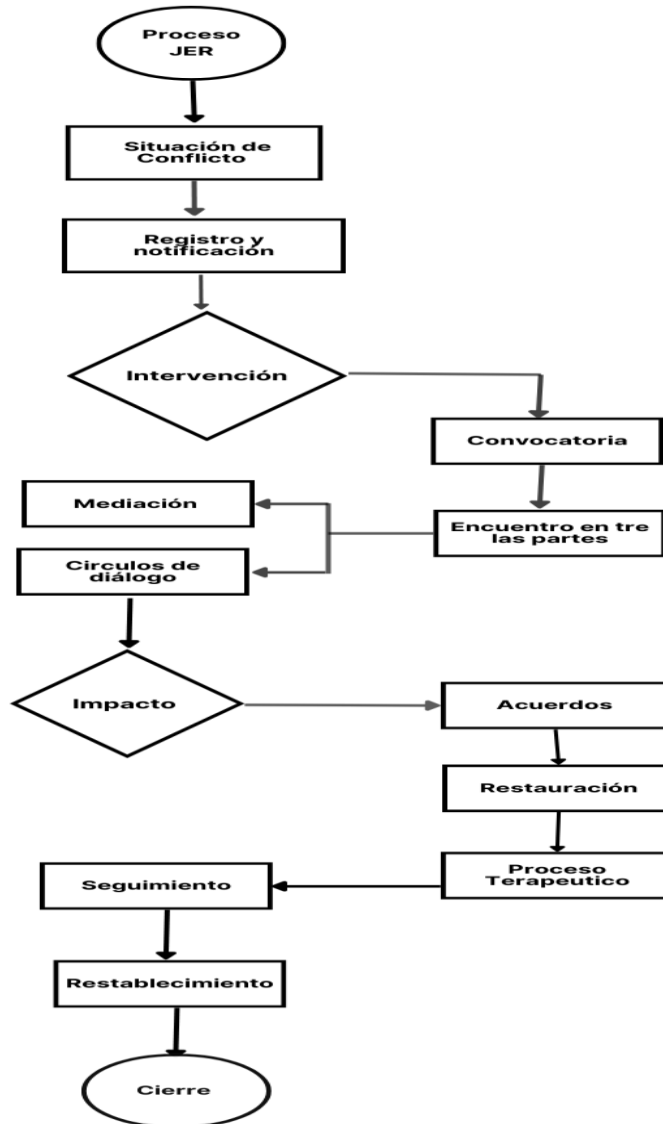 Proceso
JER
Situación de
Conflicto
Registro y
notificación
Intervención
Convocatoria
Encuentro en tre
las partes
Mediación
Circulos de
diálogo
Impacto
Acuerdos
Restauración
Proceso
Terapeutico
Seguimiento
Restablecimiento
Cierre